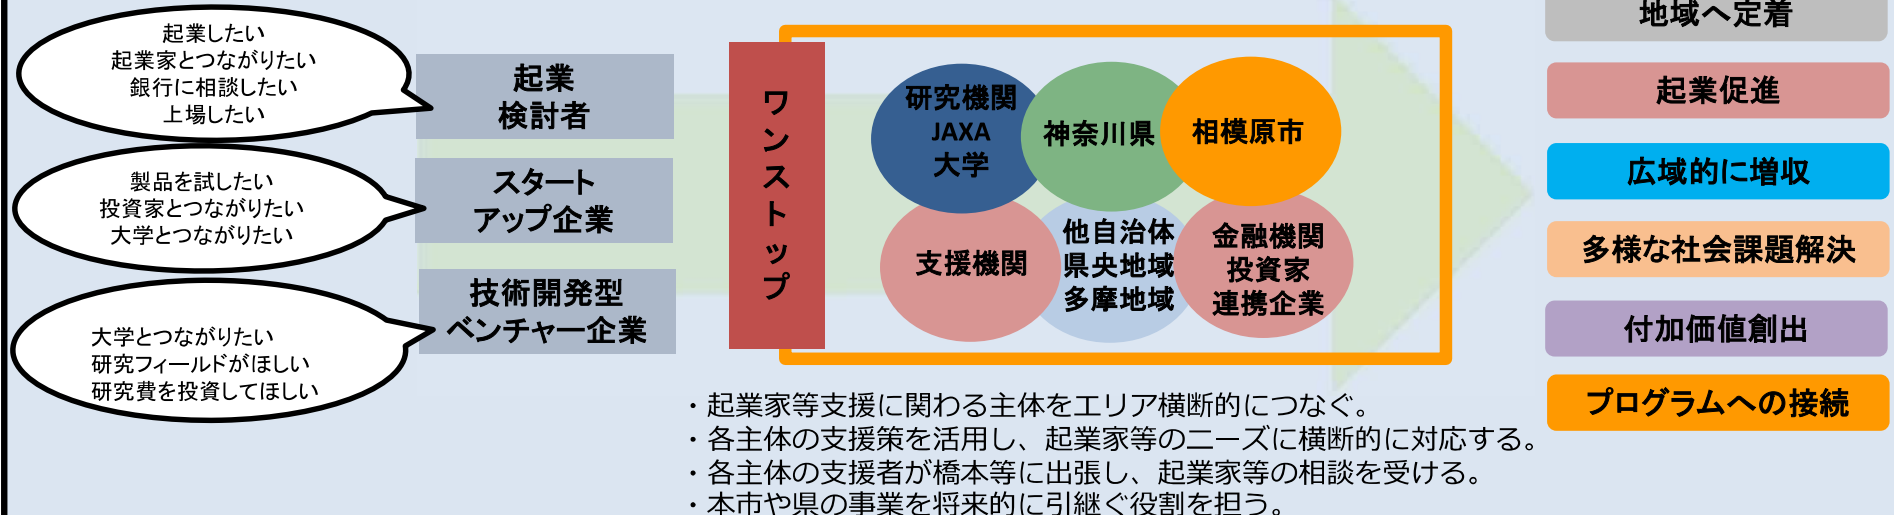 起業したい
起業家とつながりたい
銀行に相談したい
上場したい
製品を試したい
投資家とつながりたい
大学とつながりたい
大学とつながりたい
研究フィールドがほしい
研究費を投資してほしい
起業
検討者
スタート
アップ企業
技術開発型
ベンチャー企業
ワンストップ
研究機関
JAXA
大学
神奈川県
相模原市
支援機関
他自治体
県央地域
多摩地域
金融機関
投資家
連携企業
地域へ定着
起業促進
広域的に増収
多様な社会課題解決
付加価値創出
プログラムへの接続
・起業家等支援に関わる主体をエリア横断的につなぐ。
・各主体の支援策を活用し、起業家等のニーズに横断的に対応する。
・各主体の支援者が橋本等に出張し、起業家等の相談を受ける。
・本市や県の事業を将来的に引継ぐ役割を担う。